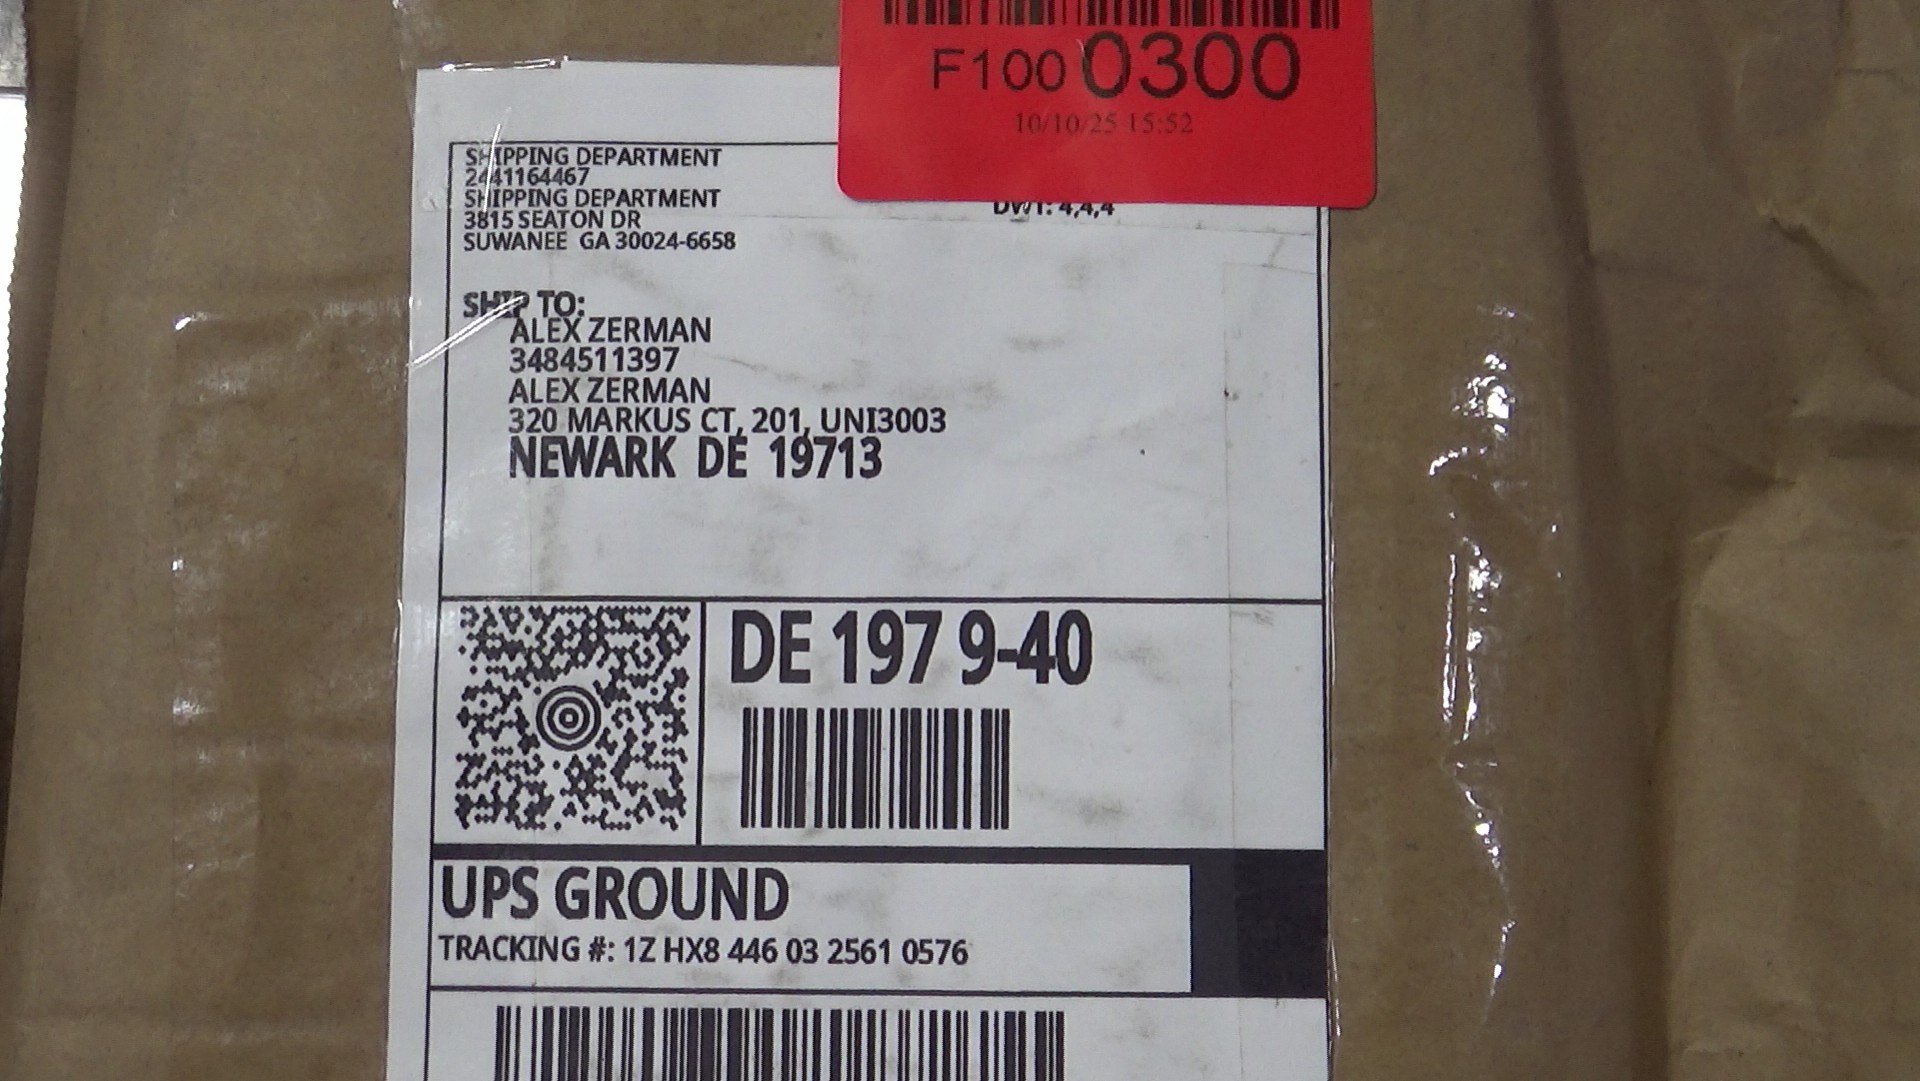 F100 0300
10/10/25 15:52
SHIPPING DEPARTMENT
2441164467
SHIPPING DEPARTMENT
3815 SEATON DR
SUWANEE GA 30024-6658
DWT: 4,4,4
SHIP TO:
ALEX ZERMAN
3484511397
ALEX ZERMAN
320 MARKUS CT, 201, UNI3003
NEWARK DE 19713
DE 197 9-40
UPS GROUND
TRACKING #: 1Z HX8 446 03 2561 0576